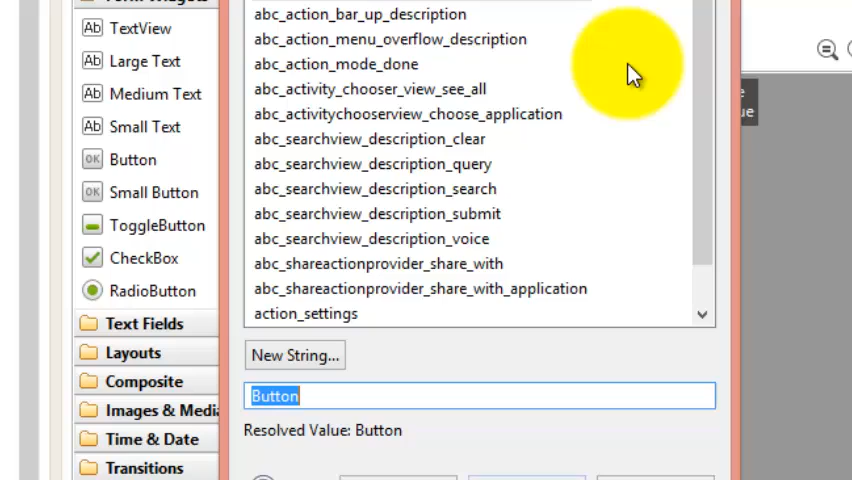 TextView
Large Text
Medium Text
Small Text
Button
Small Button
ToggleButton
CheckBox
RadioButton
Text Fields
Layouts
Composite
Images & Media
Time & Date
Transitions
abc_action_bar_up_description
abc_action_menu_overflow_description
abc_action_mode_done
abc_activity_chooser_view_see_all
abc_activitychooserview_choose_application
abc_searchview_description_clear
abc_searchview_description_query
abc_searchview_description_search
abc_searchview_description_submit
abc_searchview_description_voice
abc_shareactionprovider_share_with
abc_shareactionprovider_share_with_application
action_settings
New String...
Button
Resolved Value: Button